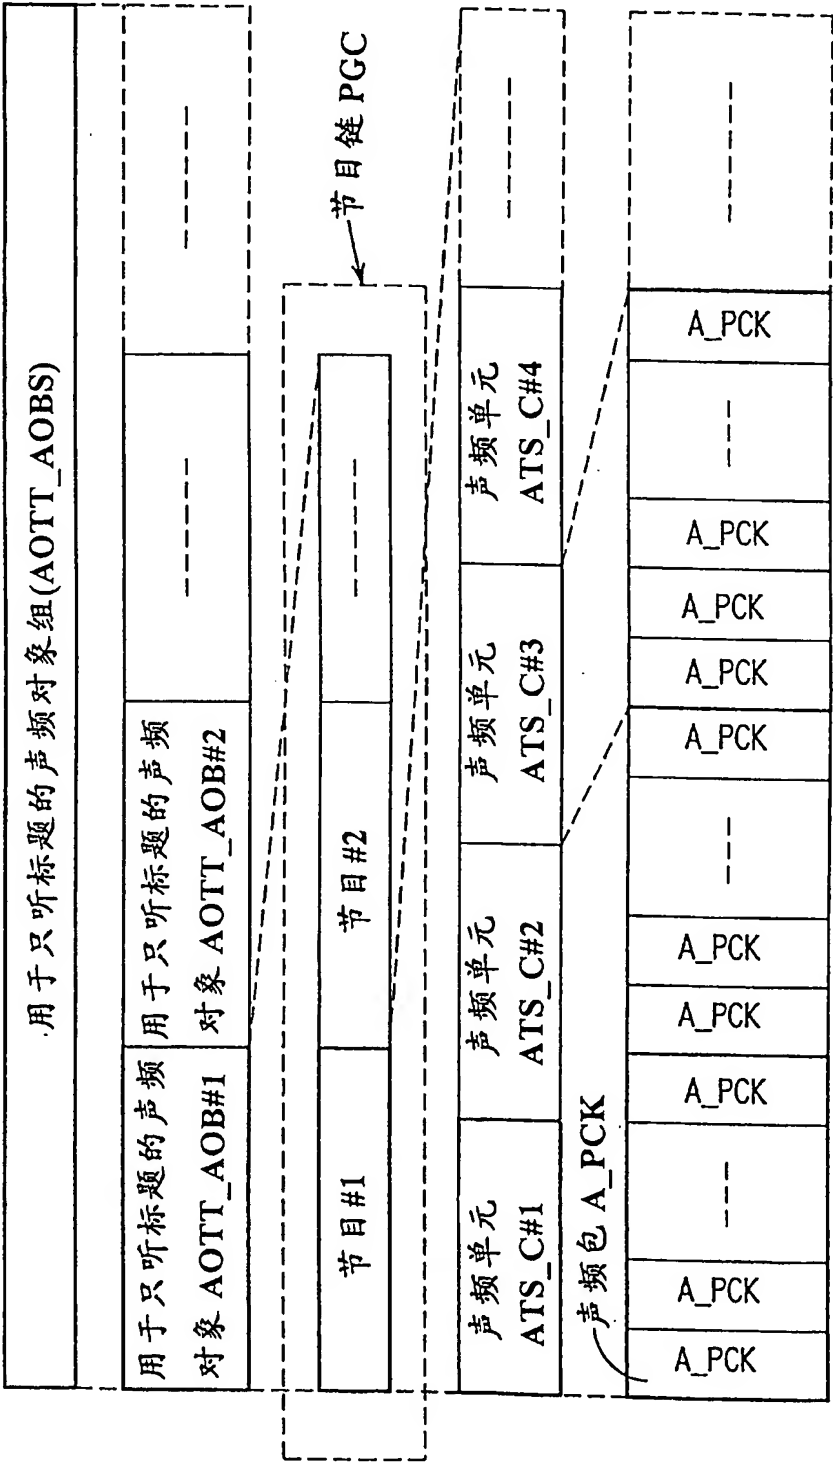 用于只听标题的声频对象组(AOTT_AOBS)
用于只听标题的声频
对象 AOTT_AOB#1
用于只听标题的声频
对象 AOTT_AOB#2
节目链 PGC
节目#1
节目#2
声频单元
ATS_C#1
声频单元
ATS_C#2
声频单元
ATS_C#3
声频单元
ATS_C#4
声频包 A_PCK
A_PCK
A_PCK
A_PCK
A_PCK
A_PCK
A_PCK
A_PCK
A_PCK
A_PCK
A_PCK